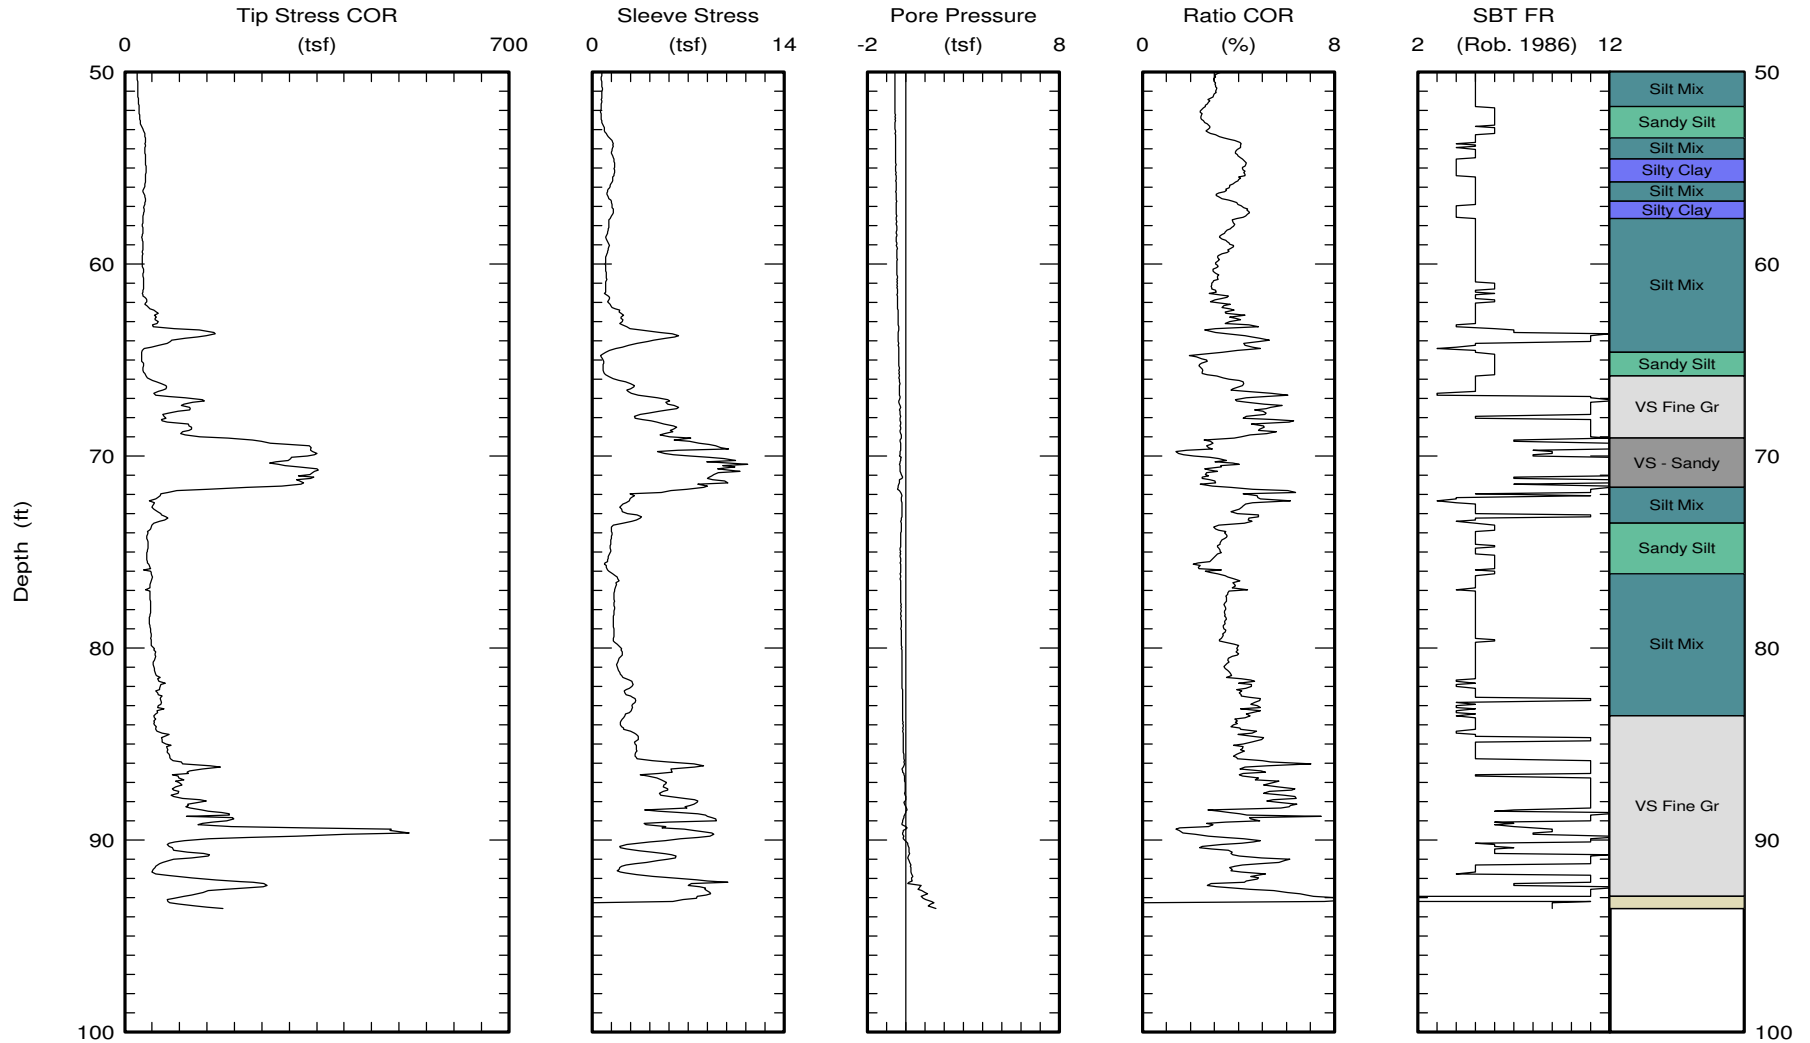 Tip Stress COR Sleeve Stress Pore Pressure Ratio COR SBT FR
0 (tsf) 700 0 (tsf) 14 -2 (tsf) 8 0 (%) 8 2 (Rob. 1986) 12
50 50
Silt Mix
Sandy Silt
Silt Mix
Silty Clay
Silt Mix
Silty Clay
60 60
Silt Mix
Sandy Silt
VS Fine Gr
70 70
VS - Sandy
Silt Mix
Sandy Silt
Depth (ft)
80 80
Silt Mix
VS Fine Gr
90 90
100 100